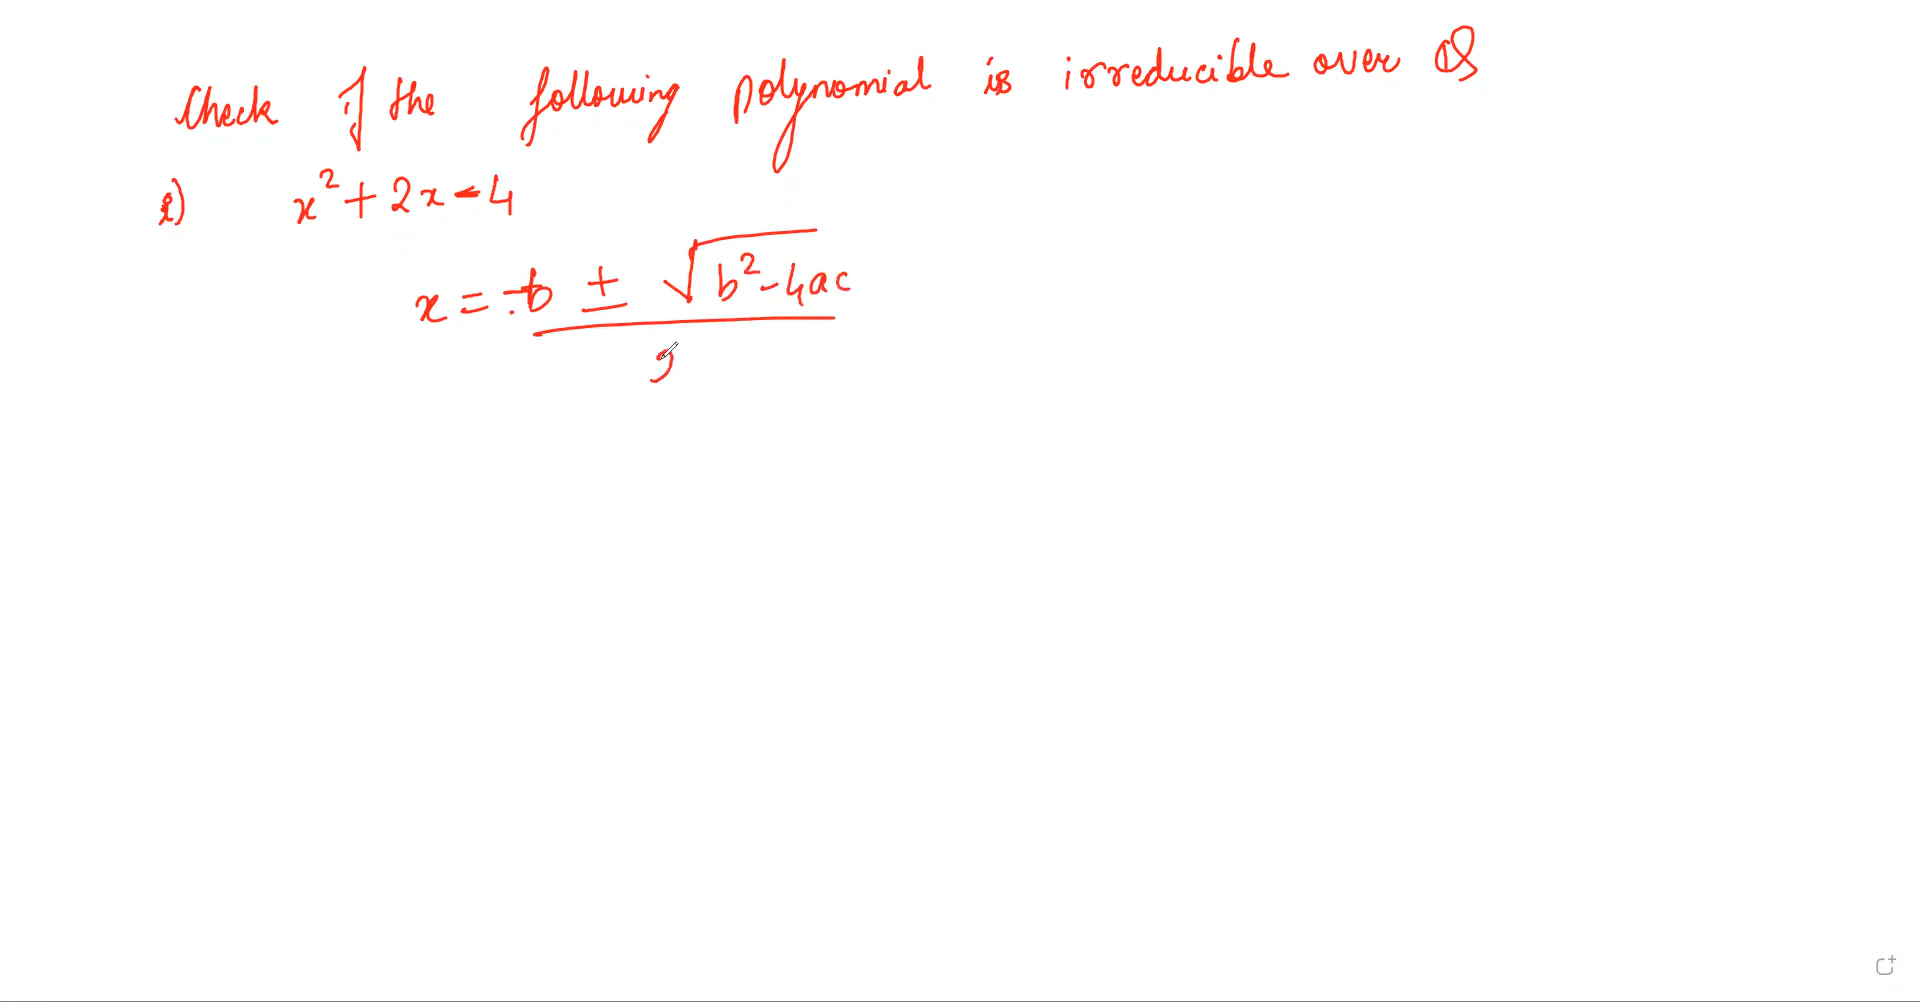 Check if the following polynomial is irreducible over Q
i) x² + 2x - 4
x = -b ± √(b² - 4ac)